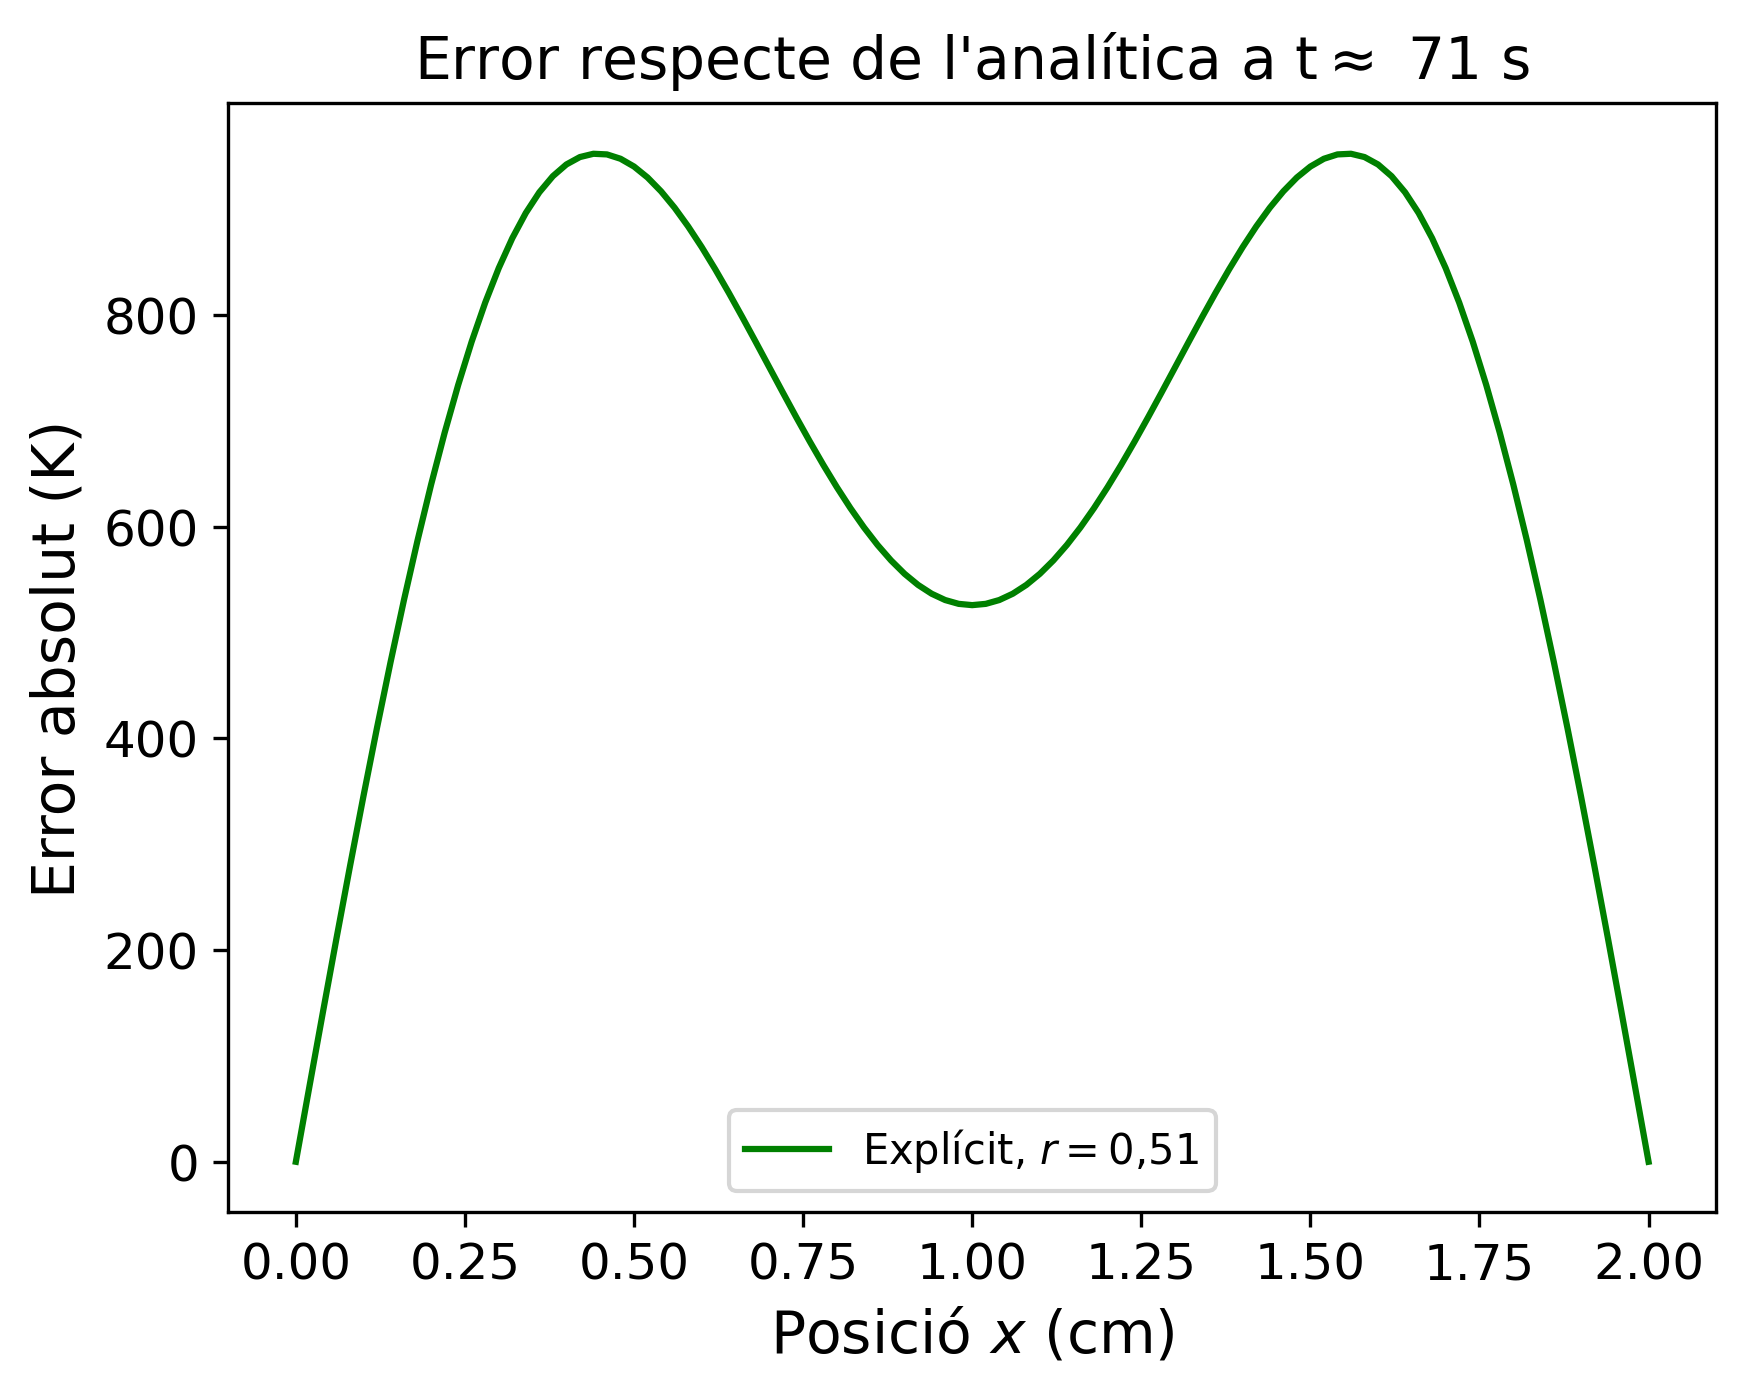 Error respecte de l'analítica a t ≈ 71 s
Error absolut (K)
800
600
400
200
0
Explícit, r = 0,51
0.00 0.25 0.50 0.75 1.00 1.25 1.50 1.75 2.00
Posició x (cm)